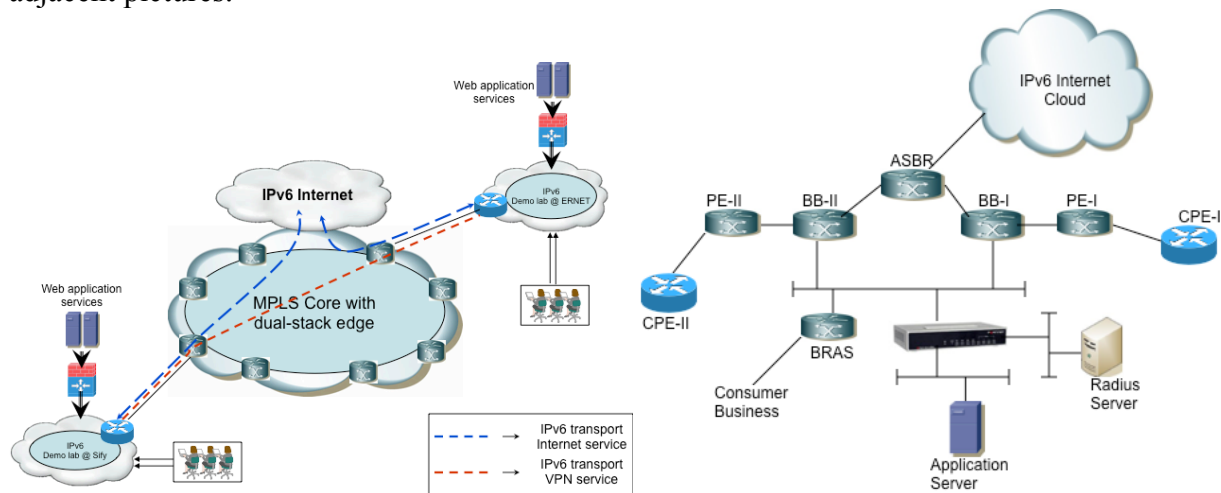 adjacent pictures.
Web application
services
IPv6
Demo lab @ ERNET
IPv6 Internet
MPLS Core with
dual-stack edge
Web application
services
IPv6
Demo lab @ Sify
IPv6 transport
Internet service
IPv6 transport
VPN service
IPv6 Internet
Cloud
ASBR
PE-II
BB-II
BB-I
PE-I
CPE-I
CPE-II
BRAS
Consumer
Business
Radius
Server
Application
Server